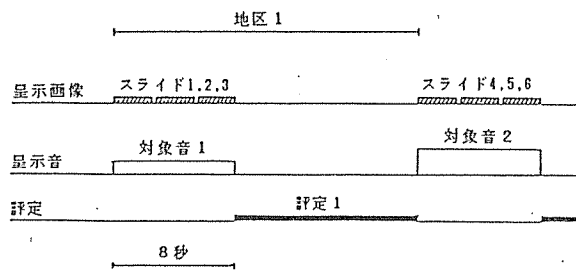 地区1
スライド1,2,3
スライド4,5,6
呈示画像
対象音1
対象音2
呈示音
評定
評定1
8秒